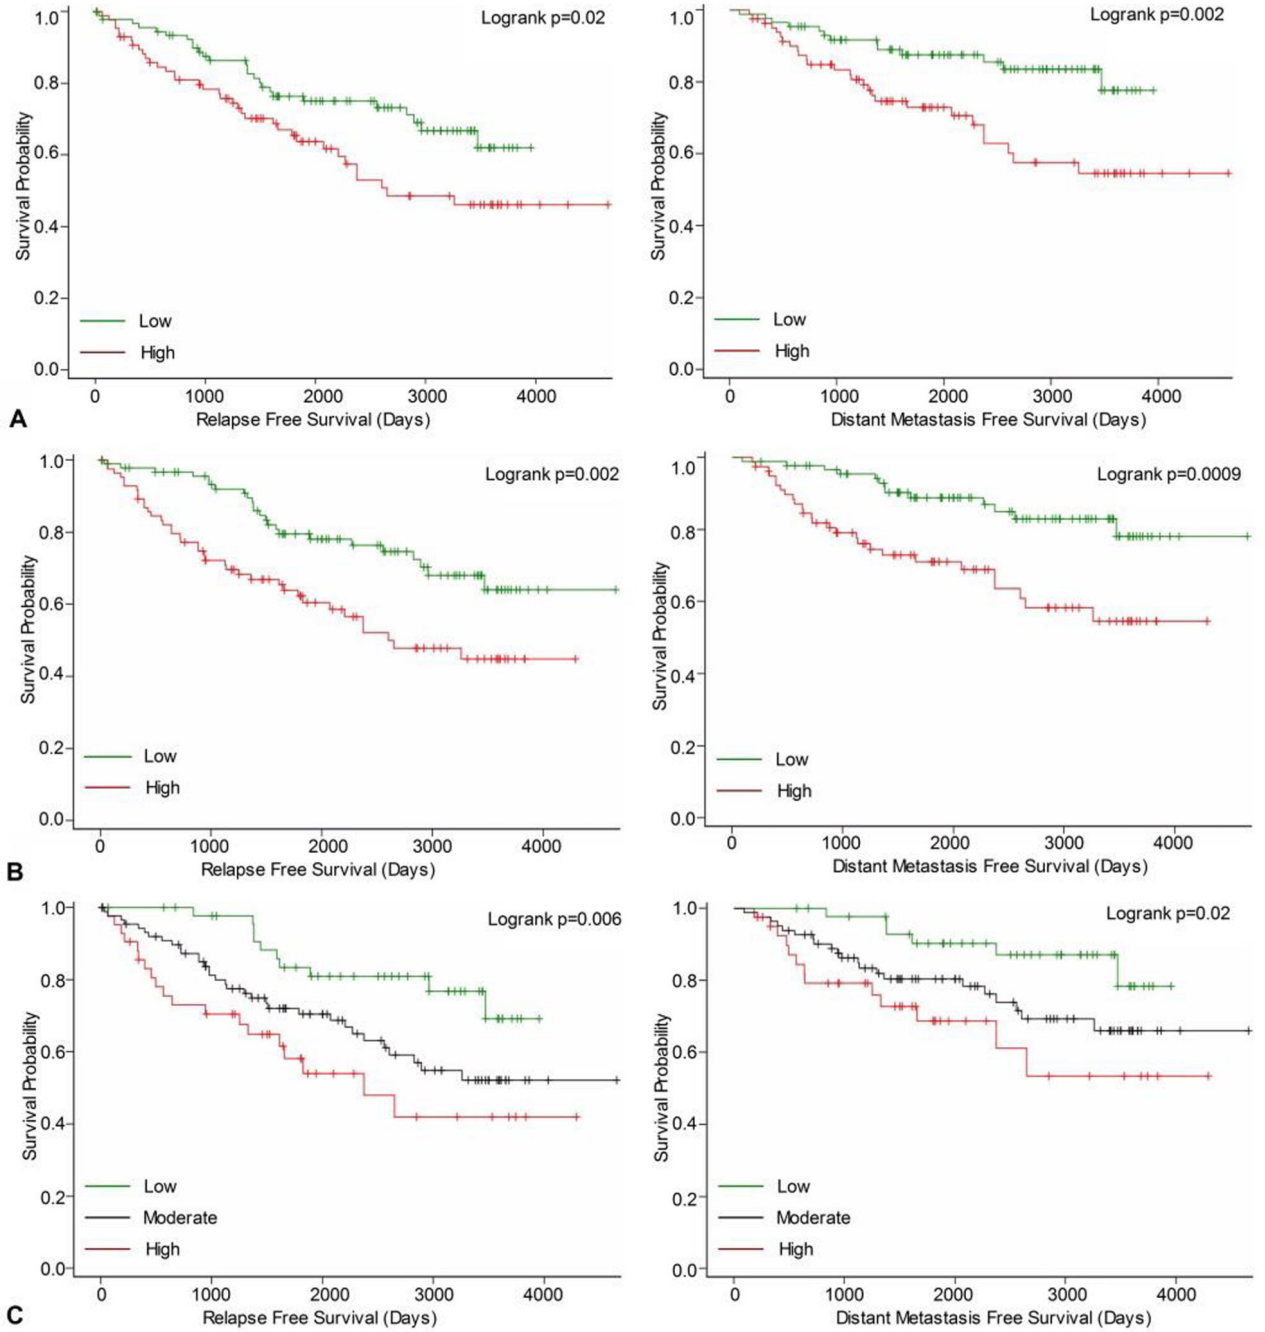 Logrank p=0.02
Survival Probability
1.0
0.8
0.6
0.4
0.2
0.0
Low
High
0 1000 2000 3000 4000
Relapse Free Survival (Days)
A
Logrank p=0.002
Survival Probability
1.0
0.8
0.6
0.4
0.2
0.0
Low
High
0 1000 2000 3000 4000
Distant Metastasis Free Survival (Days)
Logrank p=0.002
Survival Probability
1.0
0.8
0.6
0.4
0.2
0.0
Low
High
0 1000 2000 3000 4000
Relapse Free Survival (Days)
B
Logrank p=0.0009
Survival Probability
1.0
0.8
0.6
0.4
0.2
0.0
Low
High
0 1000 2000 3000 4000
Distant Metastasis Free Survival (Days)
Logrank p=0.006
Survival Probability
1.0
0.8
0.6
0.4
0.2
0.0
Low
Moderate
High
0 1000 2000 3000 4000
Relapse Free Survival (Days)
C
Logrank p=0.02
Survival Probability
1.0
0.8
0.6
0.4
0.2
0.0
Low
Moderate
High
0 1000 2000 3000 4000
Distant Metastasis Free Survival (Days)